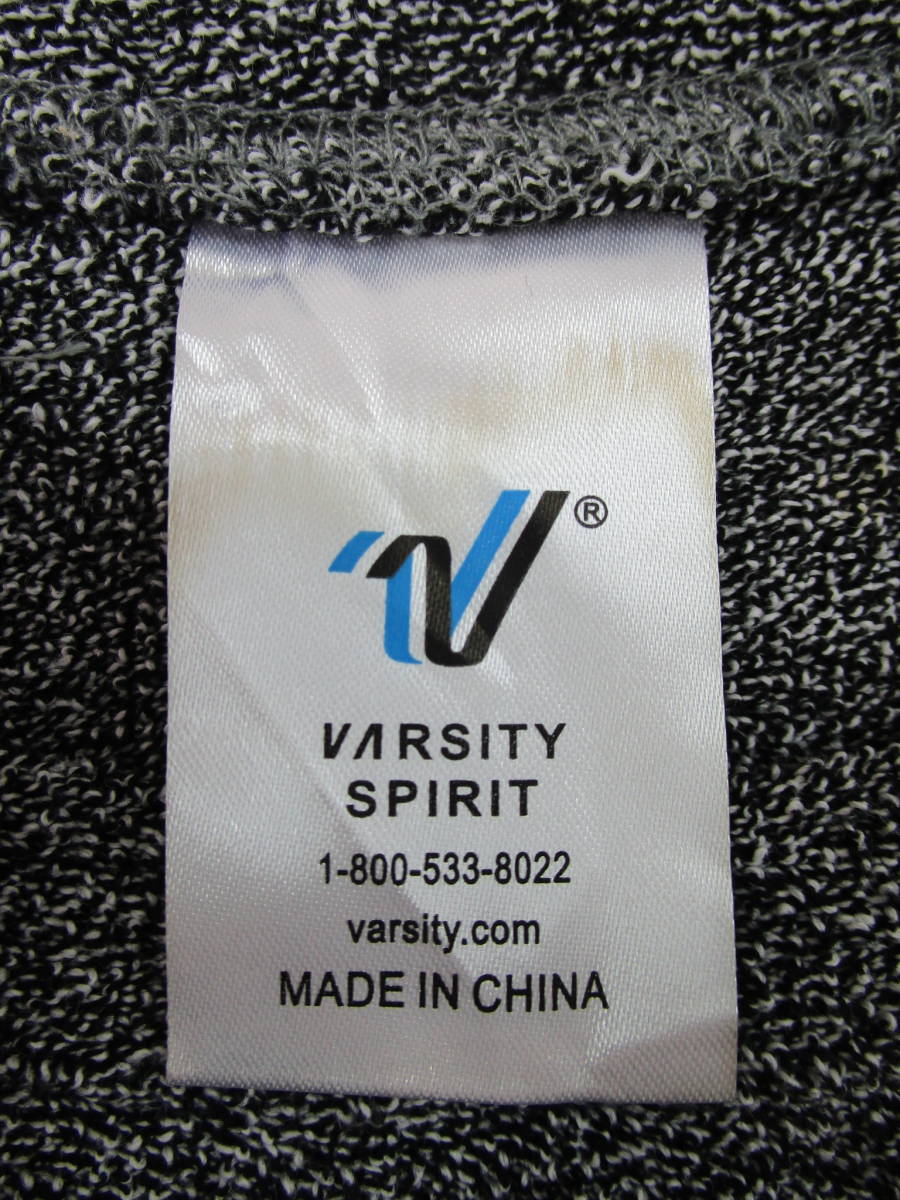 ®
VARSITY
SPIRIT
1-800-533-8022
varsity.com
MADE IN CHINA